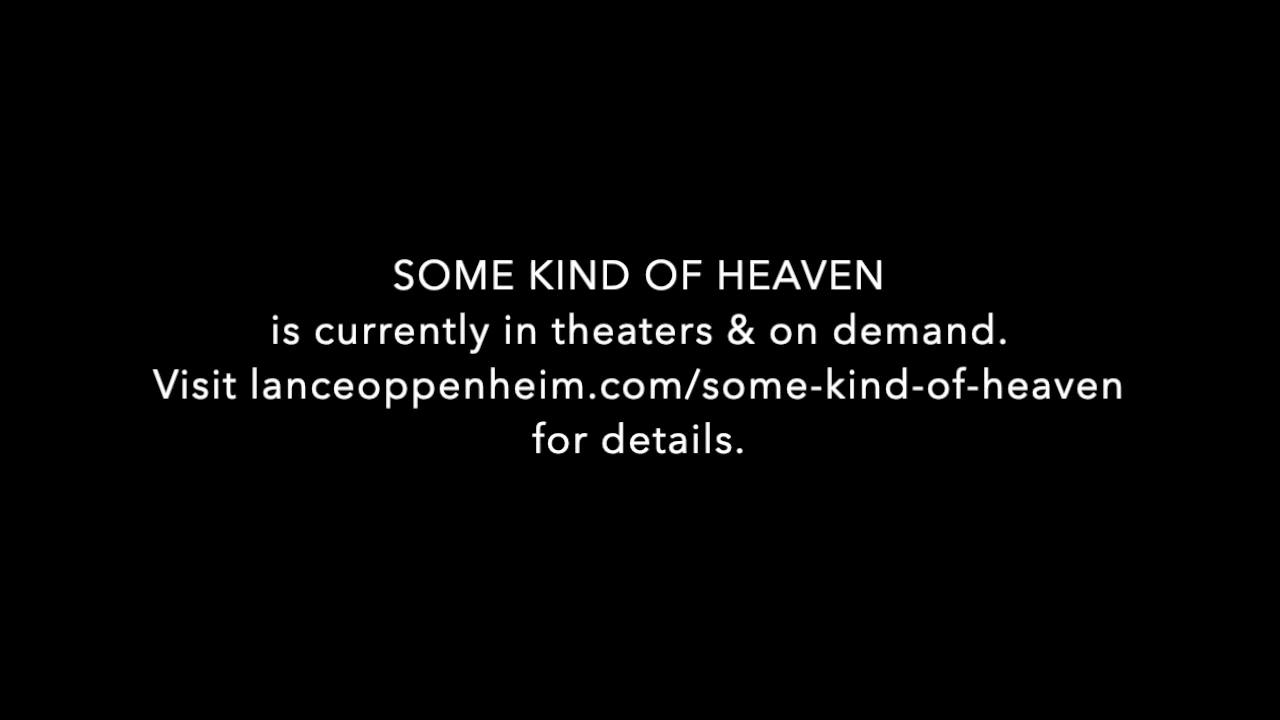 SOME KIND OF HEAVEN
is currently in theaters & on demand.
Visit lanceoppenheim.com/some-kind-of-heaven
for details.